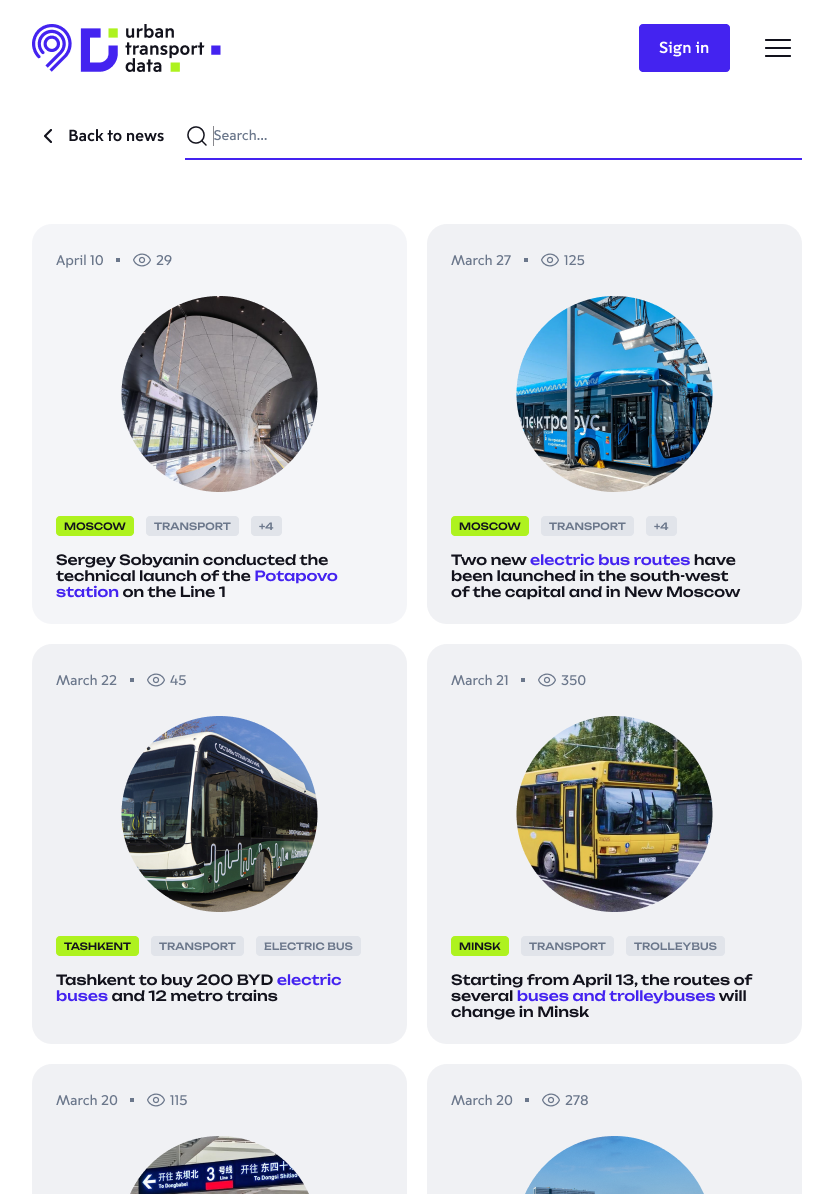 urban
transport
data
Sign in
Back to news
Search...
April 10
29
March 27
125
электробус.
MOSCOW
TRANSPORT
+4
MOSCOW
TRANSPORT
+4
Sergey Sobyanin conducted the
technical launch of the Potapovo
station on the Line 1
Two new electric bus routes have
been launched in the south-west
of the capital and in New Moscow
March 22
45
March 21
350
TASHKENT
TRANSPORT
ELECTRIC BUS
MINSK
TRANSPORT
TROLLEYBUS
Tashkent to buy 200 BYD electric
buses and 12 metro trains
Starting from April 13, the routes of
several buses and trolleybuses will
change in Minsk
March 20
115
March 20
278
开往 东坝北
To Dongbabei
3 号线
Line 3
开往 东四十
To Dongsi Shitiao